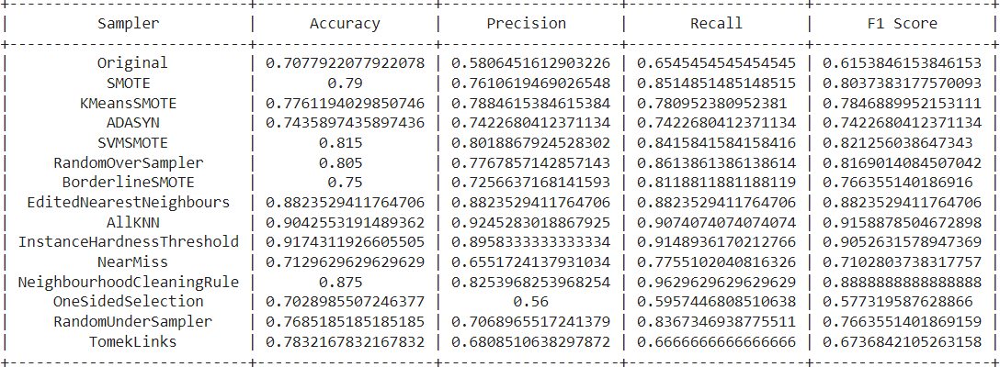 +-------------------------+--------------------+--------------------+--------------------+--------------------+
| Sampler | Accuracy | Precision | Recall | F1 Score |
+-------------------------+--------------------+--------------------+--------------------+--------------------+
| Original | 0.7077922077922078 | 0.5806451612903226 | 0.6545454545454545 | 0.6153846153846153 |
| SMOTE | 0.79 | 0.7610619469026548 | 0.8514851485148515 | 0.8037383177570093 |
| KMeansSMOTE | 0.7761194029850746 | 0.7884615384615384 | 0.780952380952381 | 0.7846889952153111 |
| ADASYN | 0.7435897435897436 | 0.7422680412371134 | 0.7422680412371134 | 0.7422680412371134 |
| SVMSMOTE | 0.815 | 0.8018867924528302 | 0.8415841584158416 | 0.821256038647343 |
| RandomOverSampler | 0.805 | 0.7767857142857143 | 0.8613861386138614 | 0.8169014084507042 |
| BorderlineSMOTE | 0.75 | 0.7256637168141593 | 0.8118811881188119 | 0.766355140186916 |
| EditedNearestNeighbours | 0.8823529411764706 | 0.8823529411764706 | 0.8823529411764706 | 0.8823529411764706 |
| AllKNN | 0.9042553191489362 | 0.9245283018867925 | 0.9074074074074074 | 0.9158878504672898 |
| InstanceHardnessThreshold | 0.9174311926605505 | 0.8958333333333334 | 0.9148936170212766 | 0.9052631578947369 |
| NearMiss | 0.7129629629629629 | 0.6551724137931034 | 0.7755102040816326 | 0.7102803738317757 |
| NeighbourhoodCleaningRule | 0.875 | 0.8253968253968254 | 0.9629629629629629 | 0.8888888888888888 |
| OneSidedSelection | 0.7028985507246377 | 0.56 | 0.5957446808510638 | 0.577319587628866 |
| RandomUnderSampler | 0.7685185185185185 | 0.7068965517241379 | 0.8367346938775511 | 0.7663551401869159 |
| TomekLinks | 0.7832167832167832 | 0.6808510638297872 | 0.6666666666666666 | 0.6736842105263158 |
+-------------------------+--------------------+--------------------+--------------------+--------------------+